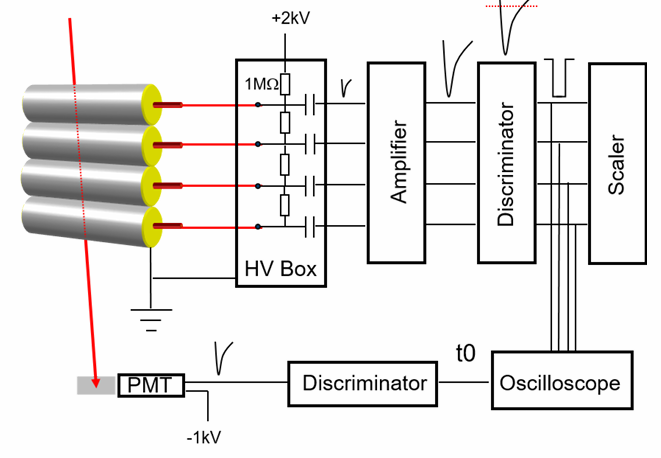 +2kV
1MΩ
HV Box
Amplifier
Discriminator
Scaler
t0
PMT
Discriminator
Oscilloscope
-1kV